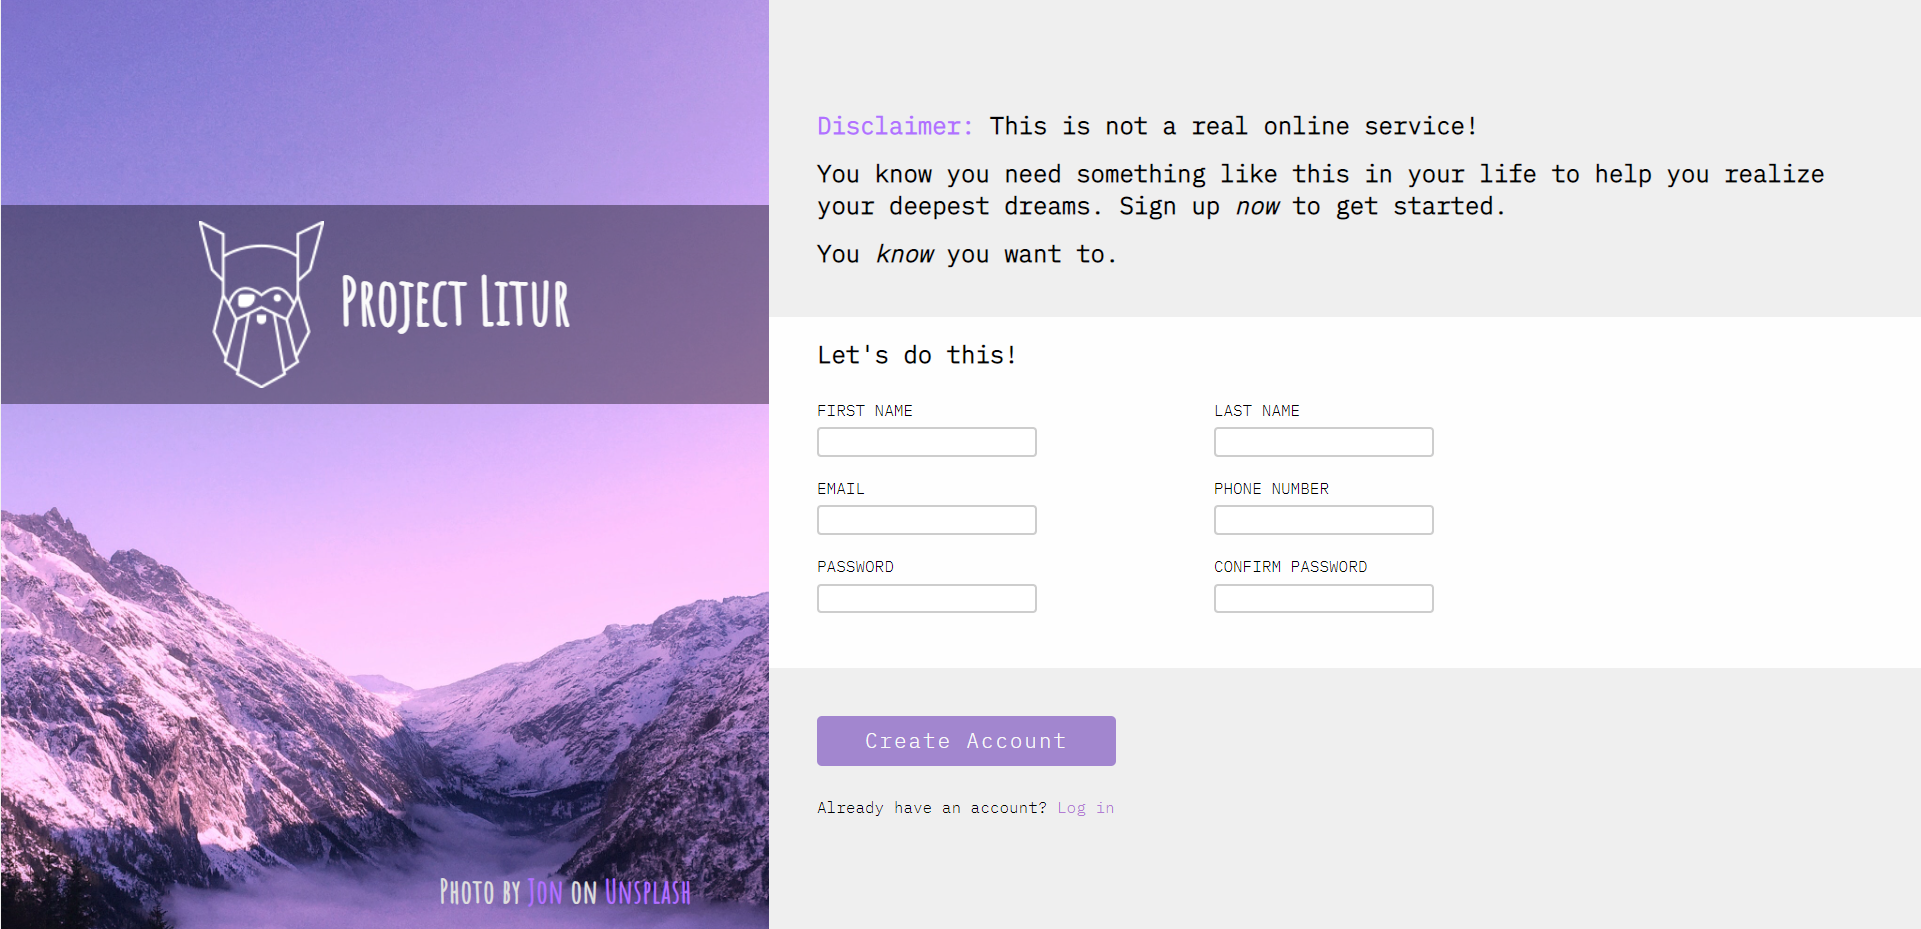 Project Litur
Photo by Jon on Unsplash
Disclaimer: This is not a real online service!
You know you need something like this in your life to help you realize
your deepest dreams. Sign up now to get started.
You know you want to.
Let's do this!
FIRST NAME
LAST NAME
EMAIL
PHONE NUMBER
PASSWORD
CONFIRM PASSWORD
Create Account
Already have an account? Log in